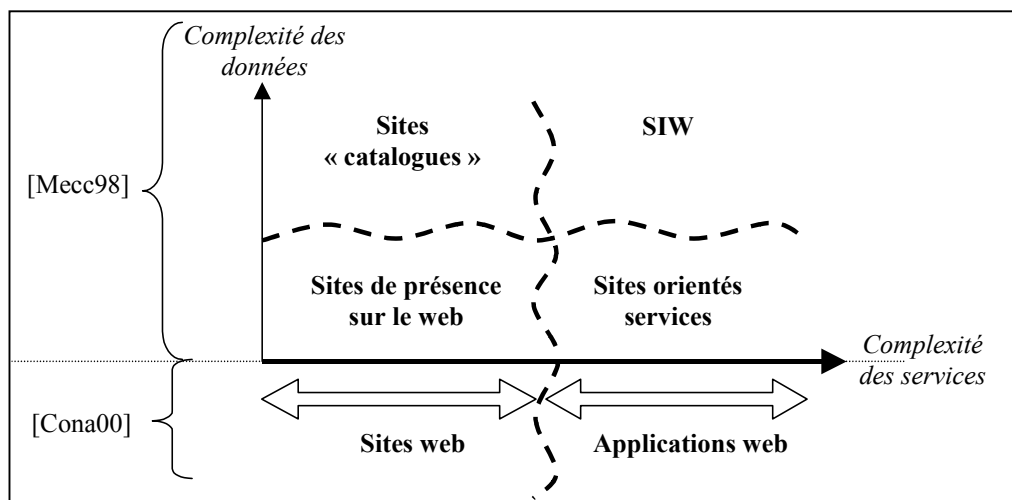 Complexité des
données
Sites
« catalogues »
SIW
[Mecc98]
Sites de présence
sur le web
Sites orientés
services
Complexité
des services
[Cona00]
Sites web
Applications web